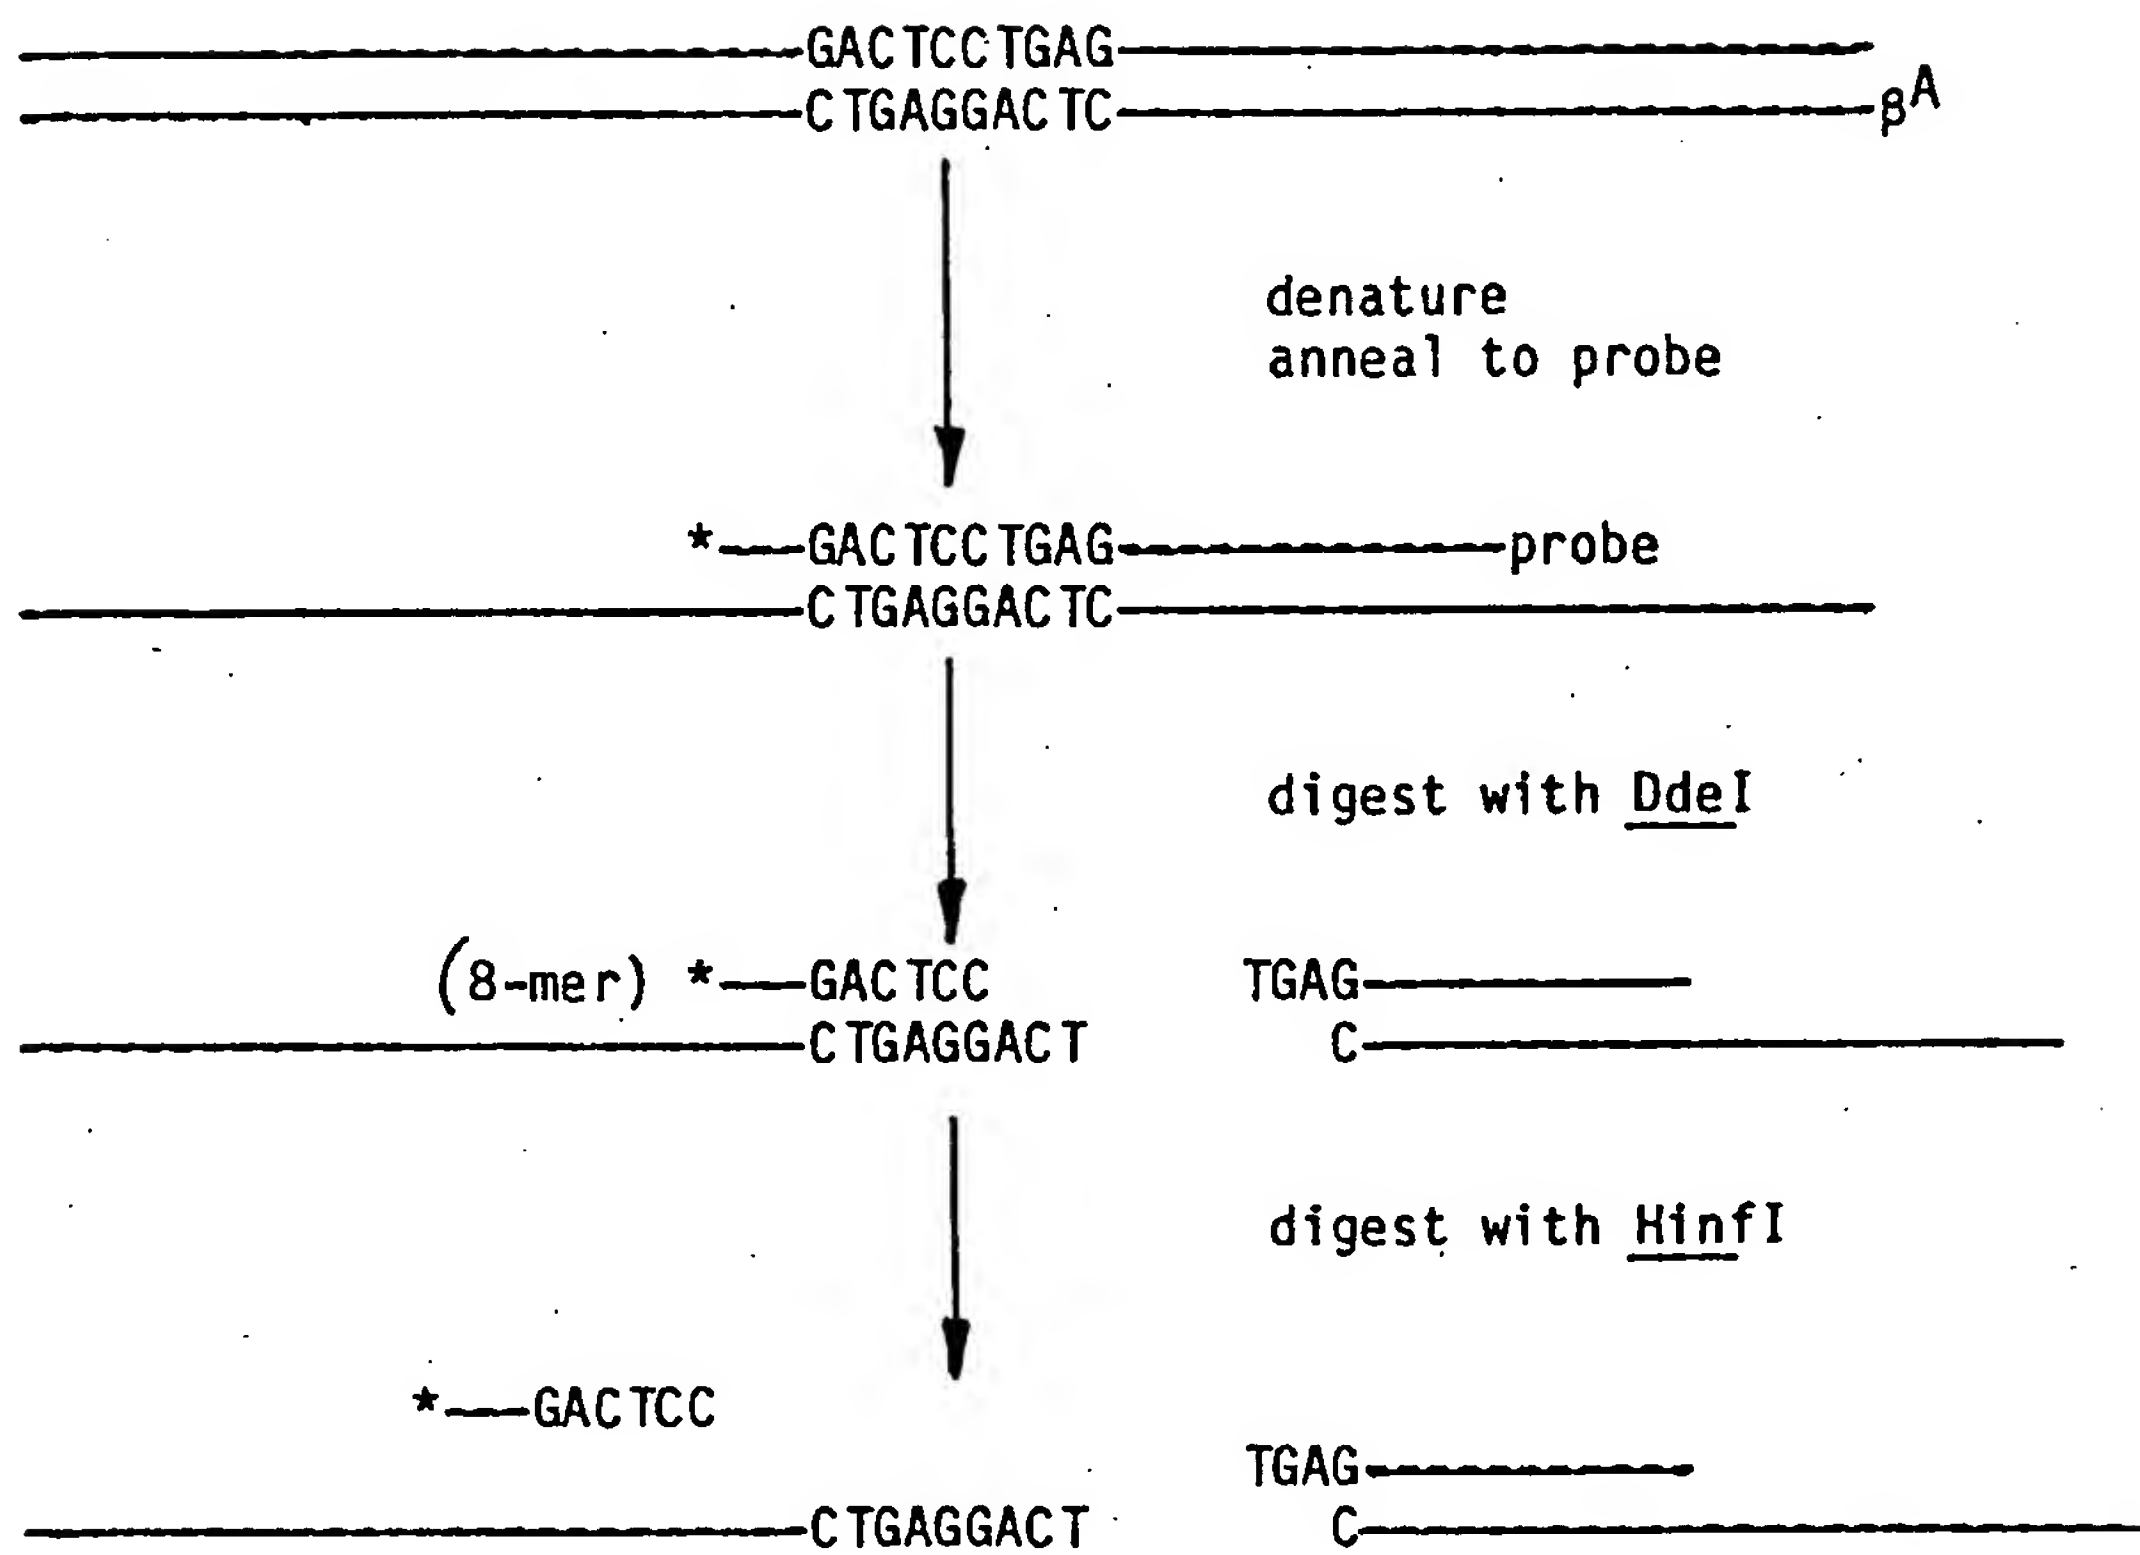 GACTCCTGAG
CTGAGGACTC βA
denature
anneal to probe
* GACTCCTGAG probe
CTGAGGACTC
digest with DdeI
(8-mer) * GACTCC TGAG
CTGAGGACT C
digest with HinfI
* GACTCC
TGAG
CTGAGGACT C